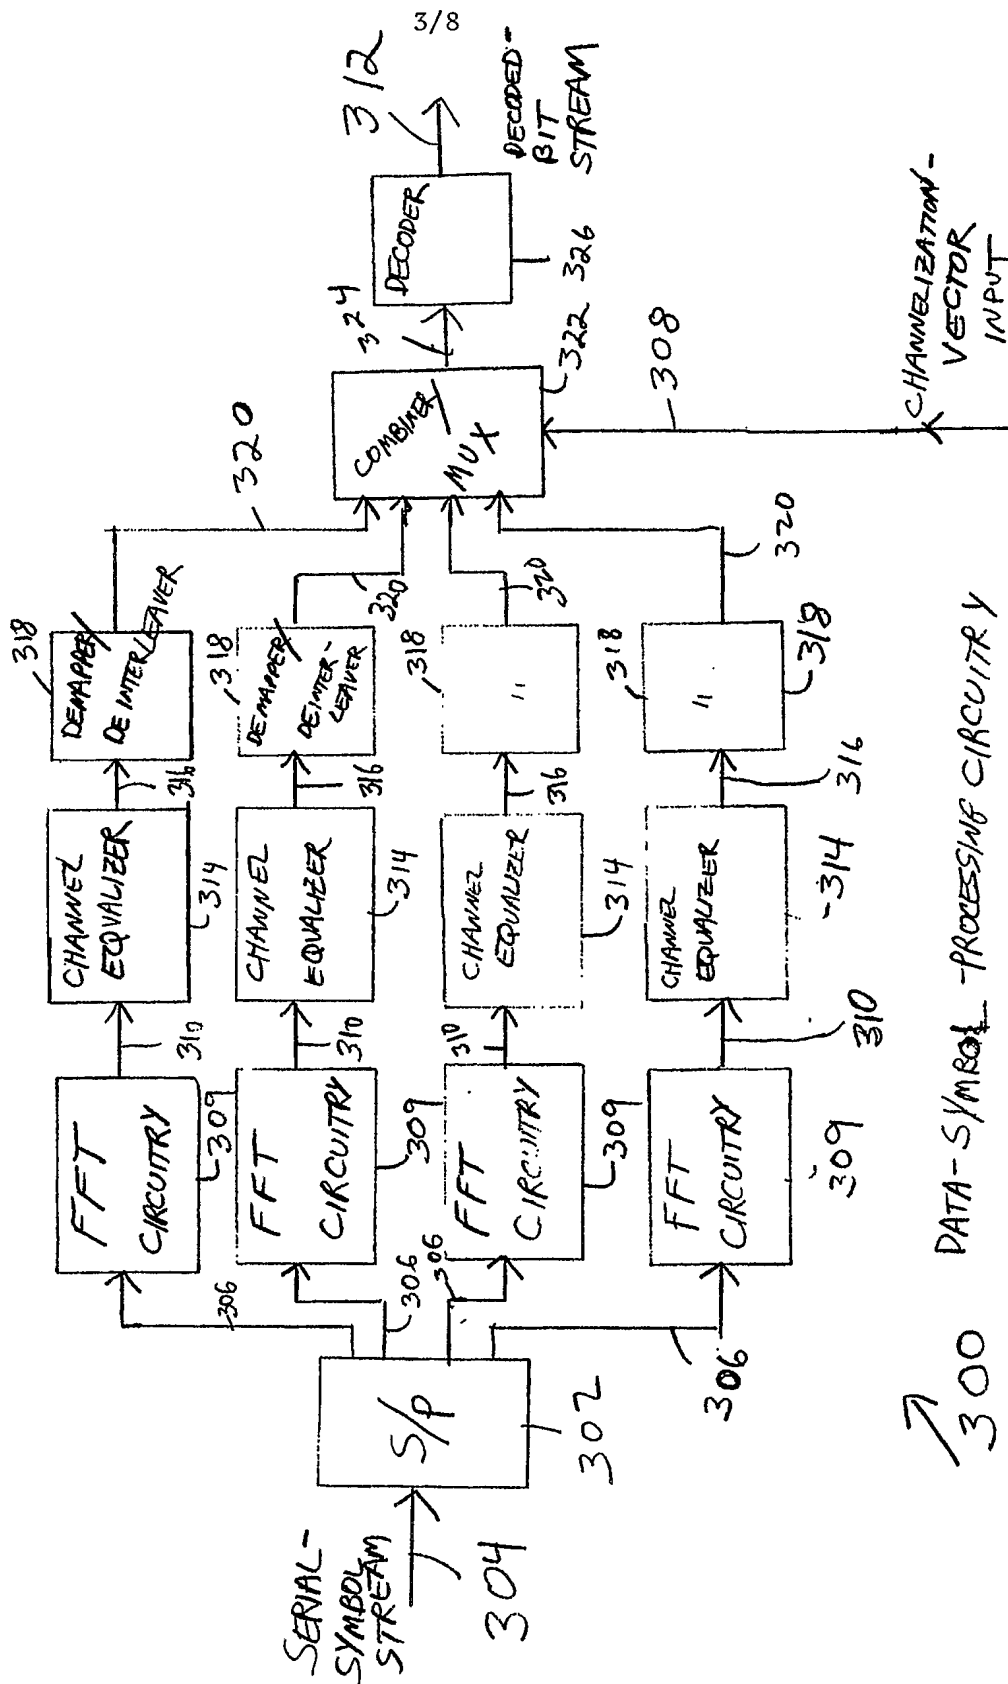 3/8
SERIAL-
SYMBOL
STREAM
304
S/P
302
306
306
306
306
FFT
CIRCUITRY
309
FFT
CIRCUITRY
309
309
FFT
CIRCUITRY
309
309
FFT
CIRCUITRY
309
310
310
310
310
CHANNEL
EQUALIZER
314
CHANNEL
EQUALIZER
314
CHANNEL
EQUALIZER
314
CHANNEL
EQUALIZER
314
316
316
316
316
318
DEMAPPER/
DEINTERLEAVER
318
DEMAPPER/
DEINTER-
LEAVER
318
"
318
"
318
320
320
320
320
COMBINER/
MUX
322
324
DECODER
326
312
DECODED-
BIT
STREAM
308
CHANNELIZATION-
VECTOR
INPUT
300
DATA-SYMBOL-PROCESSING CIRCUITRY